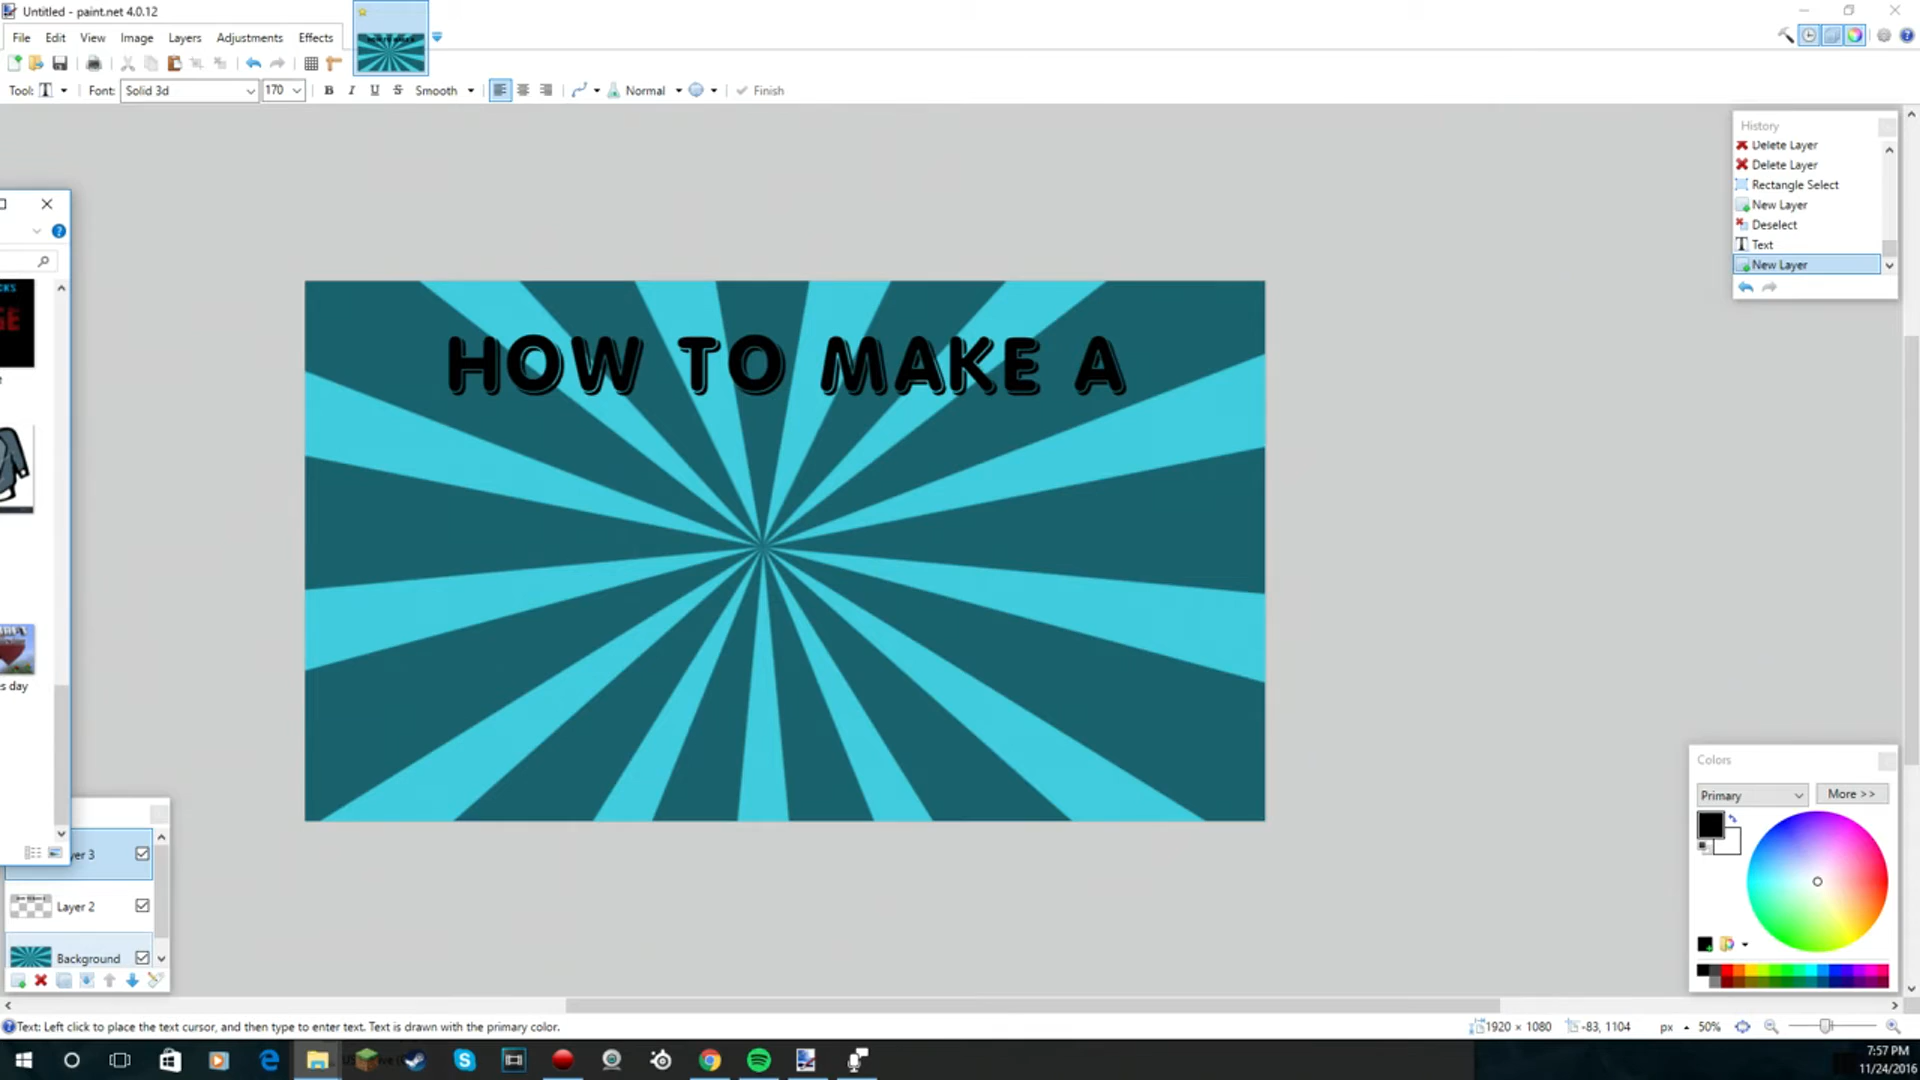 Untitled - paint.net 4.0.12
File Edit View Image Layers Adjustments Effects
Tool: T Font: Solid 3d 170 B I U S Smooth Normal Finish
History
Delete Layer
Delete Layer
Rectangle Select
New Layer
Deselect
Text
New Layer
HOW TO MAKE A
s day
Colors
Primary More >>
yer 3
Layer 2
Background
Text: Left click to place the text cursor, and then type to enter text. Text is drawn with the primary color.
1920 × 1080 -83, 1104 px 50%
7:57 PM
11/24/2016